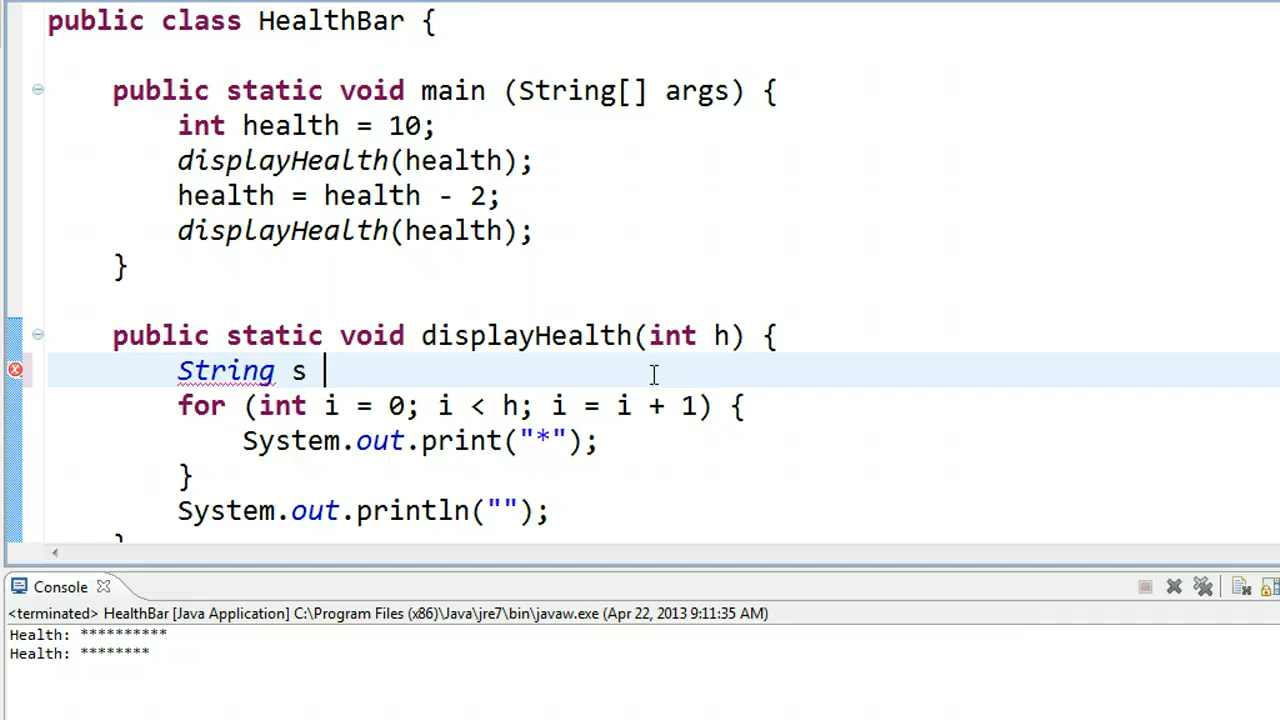 public class HealthBar {
public static void main (String[] args) {
int health = 10;
displayHealth(health);
health = health - 2;
displayHealth(health);
}
public static void displayHealth(int h) {
String s
for (int i = 0; i < h; i = i + 1) {
System.out.print("*");
}
System.out.println("");
}
Console
<terminated> HealthBar [Java Application] C:\Program Files (x86)\Java\jre7\bin\javaw.exe (Apr 22, 2013 9:11:35 AM)
Health: **********
Health: ********